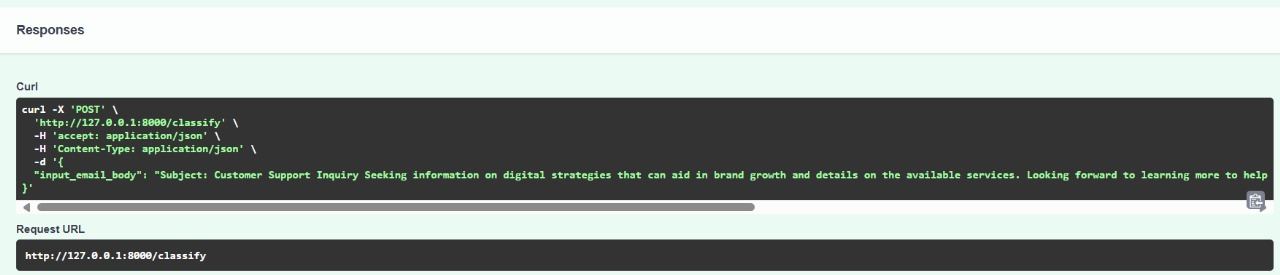 Responses
Curl
curl -X 'POST' \
'http://127.0.0.1:8000/classify' \
-H 'accept: application/json' \
-H 'Content-Type: application/json' \
-d '{
"input_email_body": "Subject: Customer Support Inquiry Seeking information on digital strategies that can aid in brand growth and details on the available services. Looking forward to learning more to help
}'
Request URL
http://127.0.0.1:8000/classify